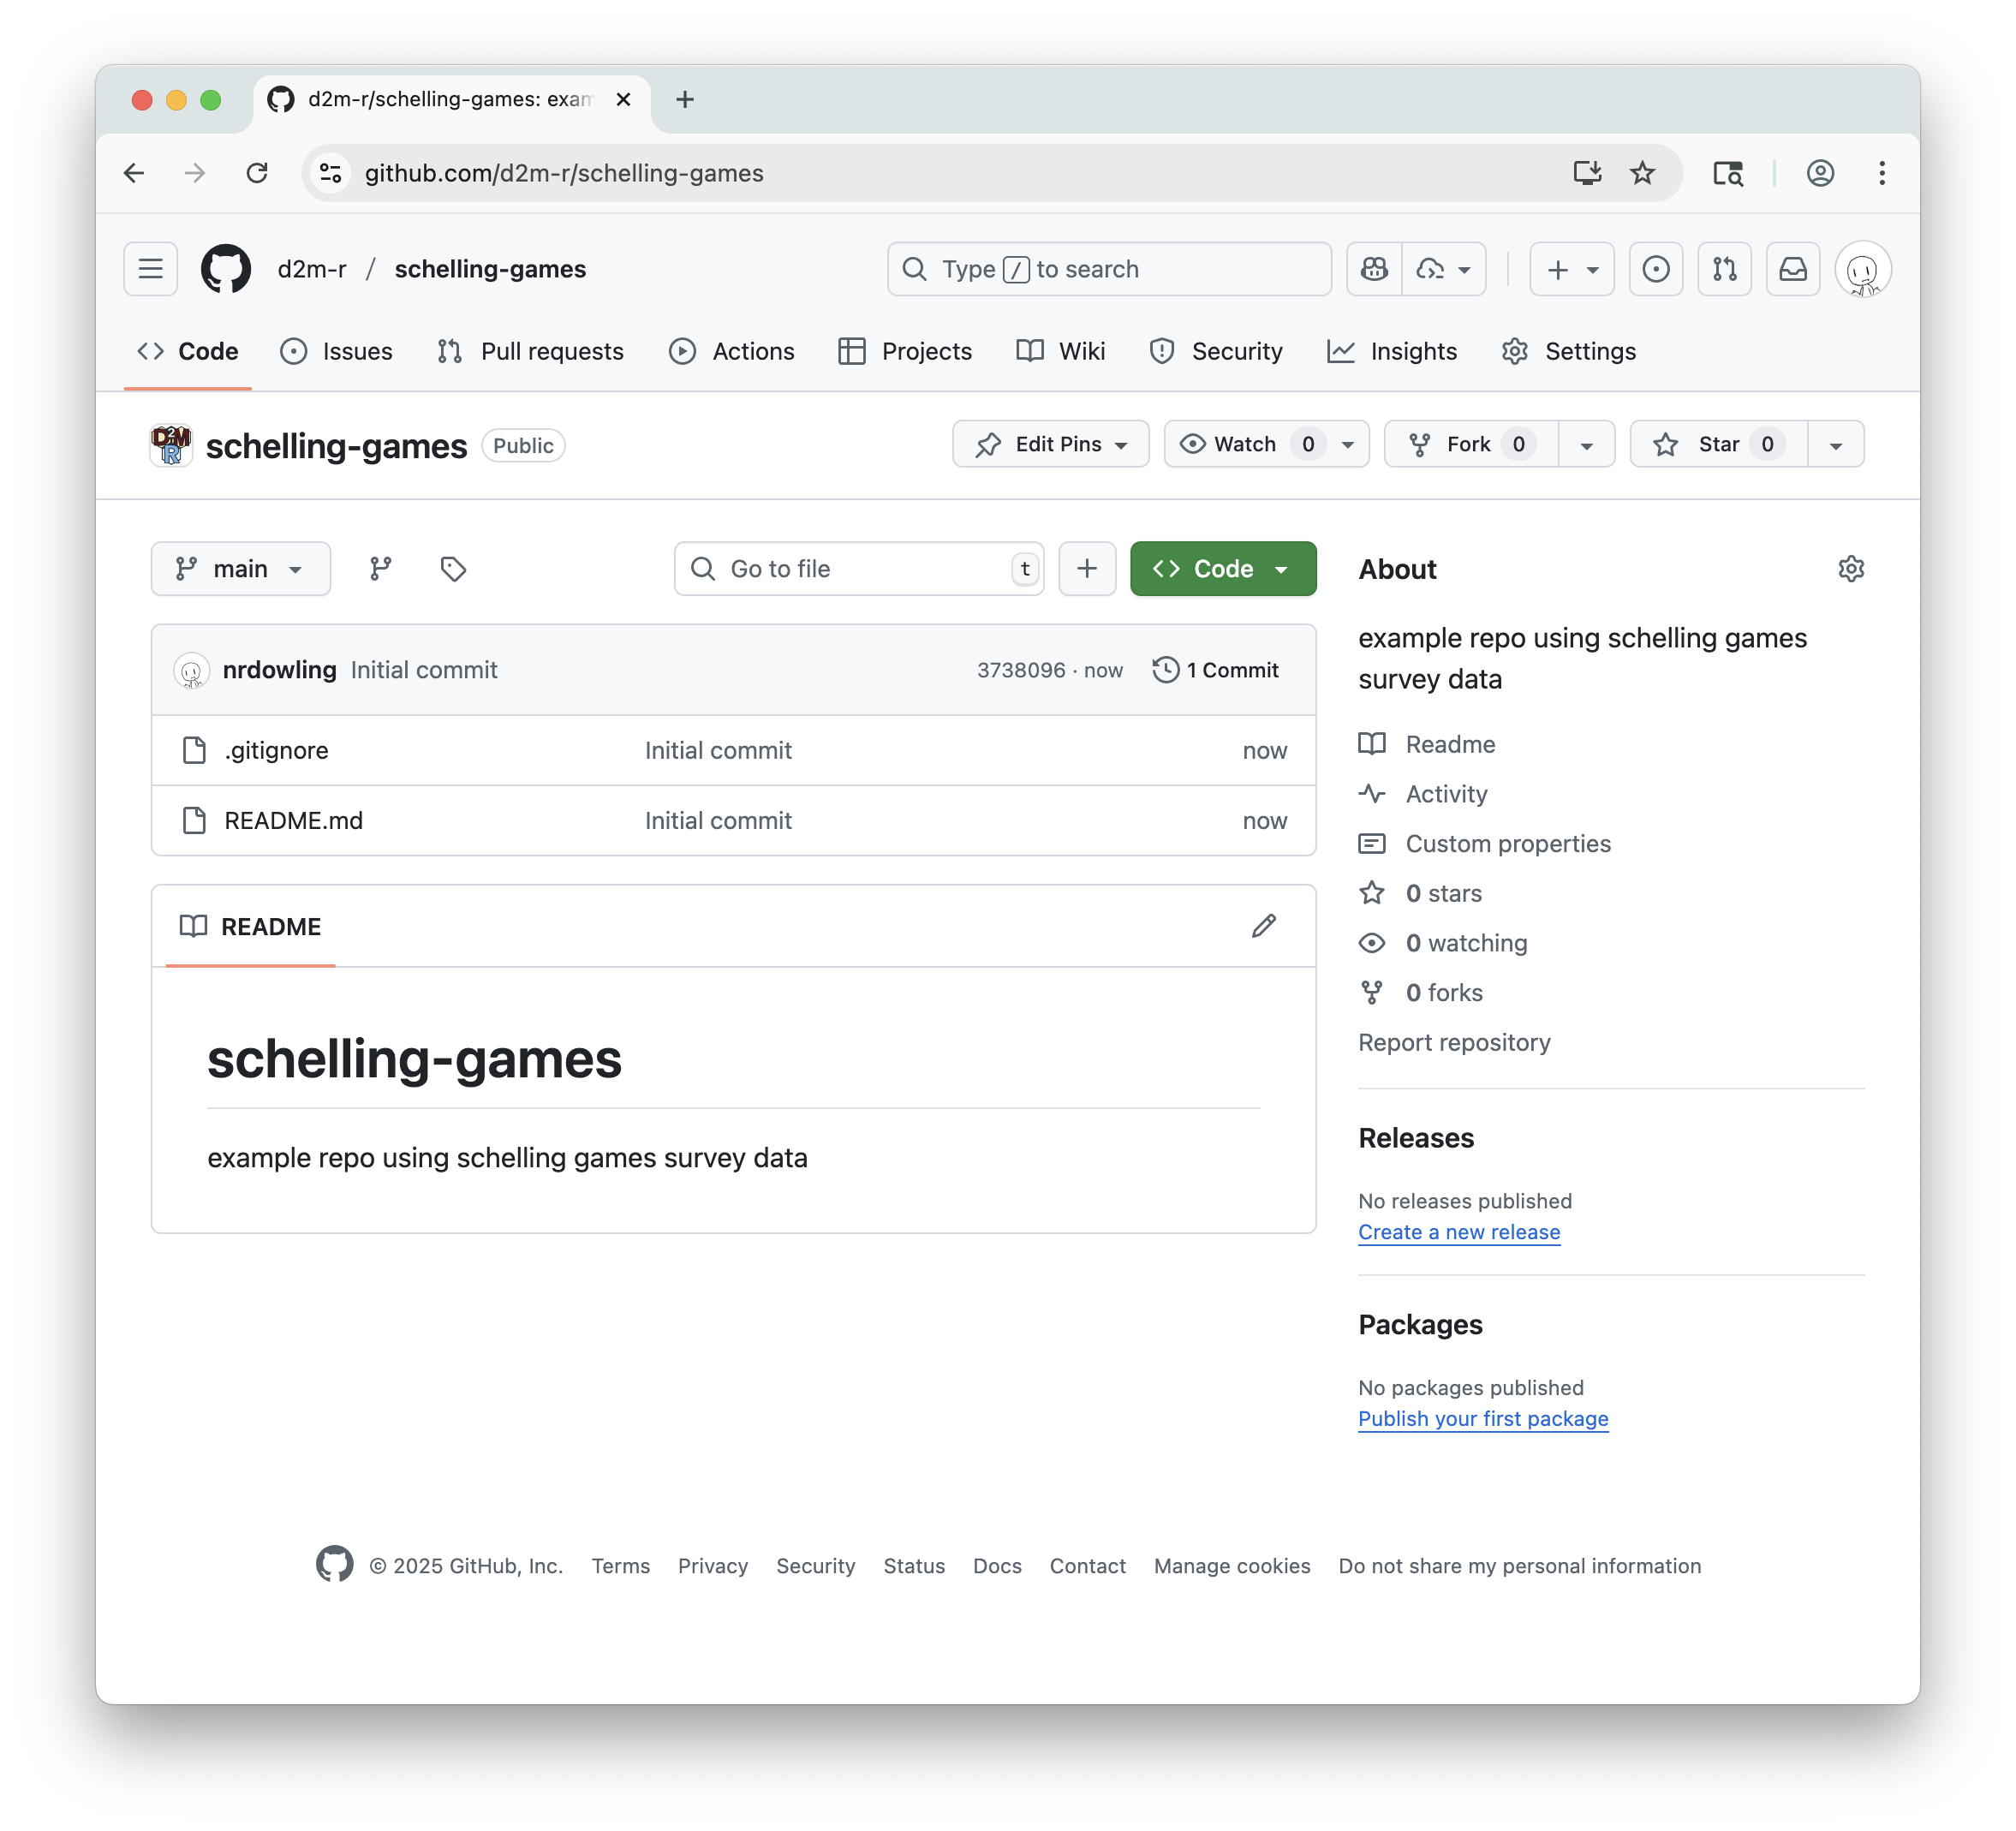 d2m-r/schelling-games: exam
github.com/d2m-r/schelling-games
d2m-r / schelling-games
Type / to search
Code Issues Pull requests Actions Projects Wiki Security Insights Settings
D2M
R
schelling-games Public
Edit Pins Watch 0 Fork 0 Star 0
main Go to file t Code
nrdowling Initial commit 3738096 · now 1 Commit
.gitignore Initial commit now
README.md Initial commit now
README
schelling-games
example repo using schelling games survey data
About
example repo using schelling games
survey data
Readme
Activity
Custom properties
0 stars
0 watching
0 forks
Report repository
Releases
No releases published
Create a new release
Packages
No packages published
Publish your first package
© 2025 GitHub, Inc. Terms Privacy Security Status Docs Contact Manage cookies Do not share my personal information